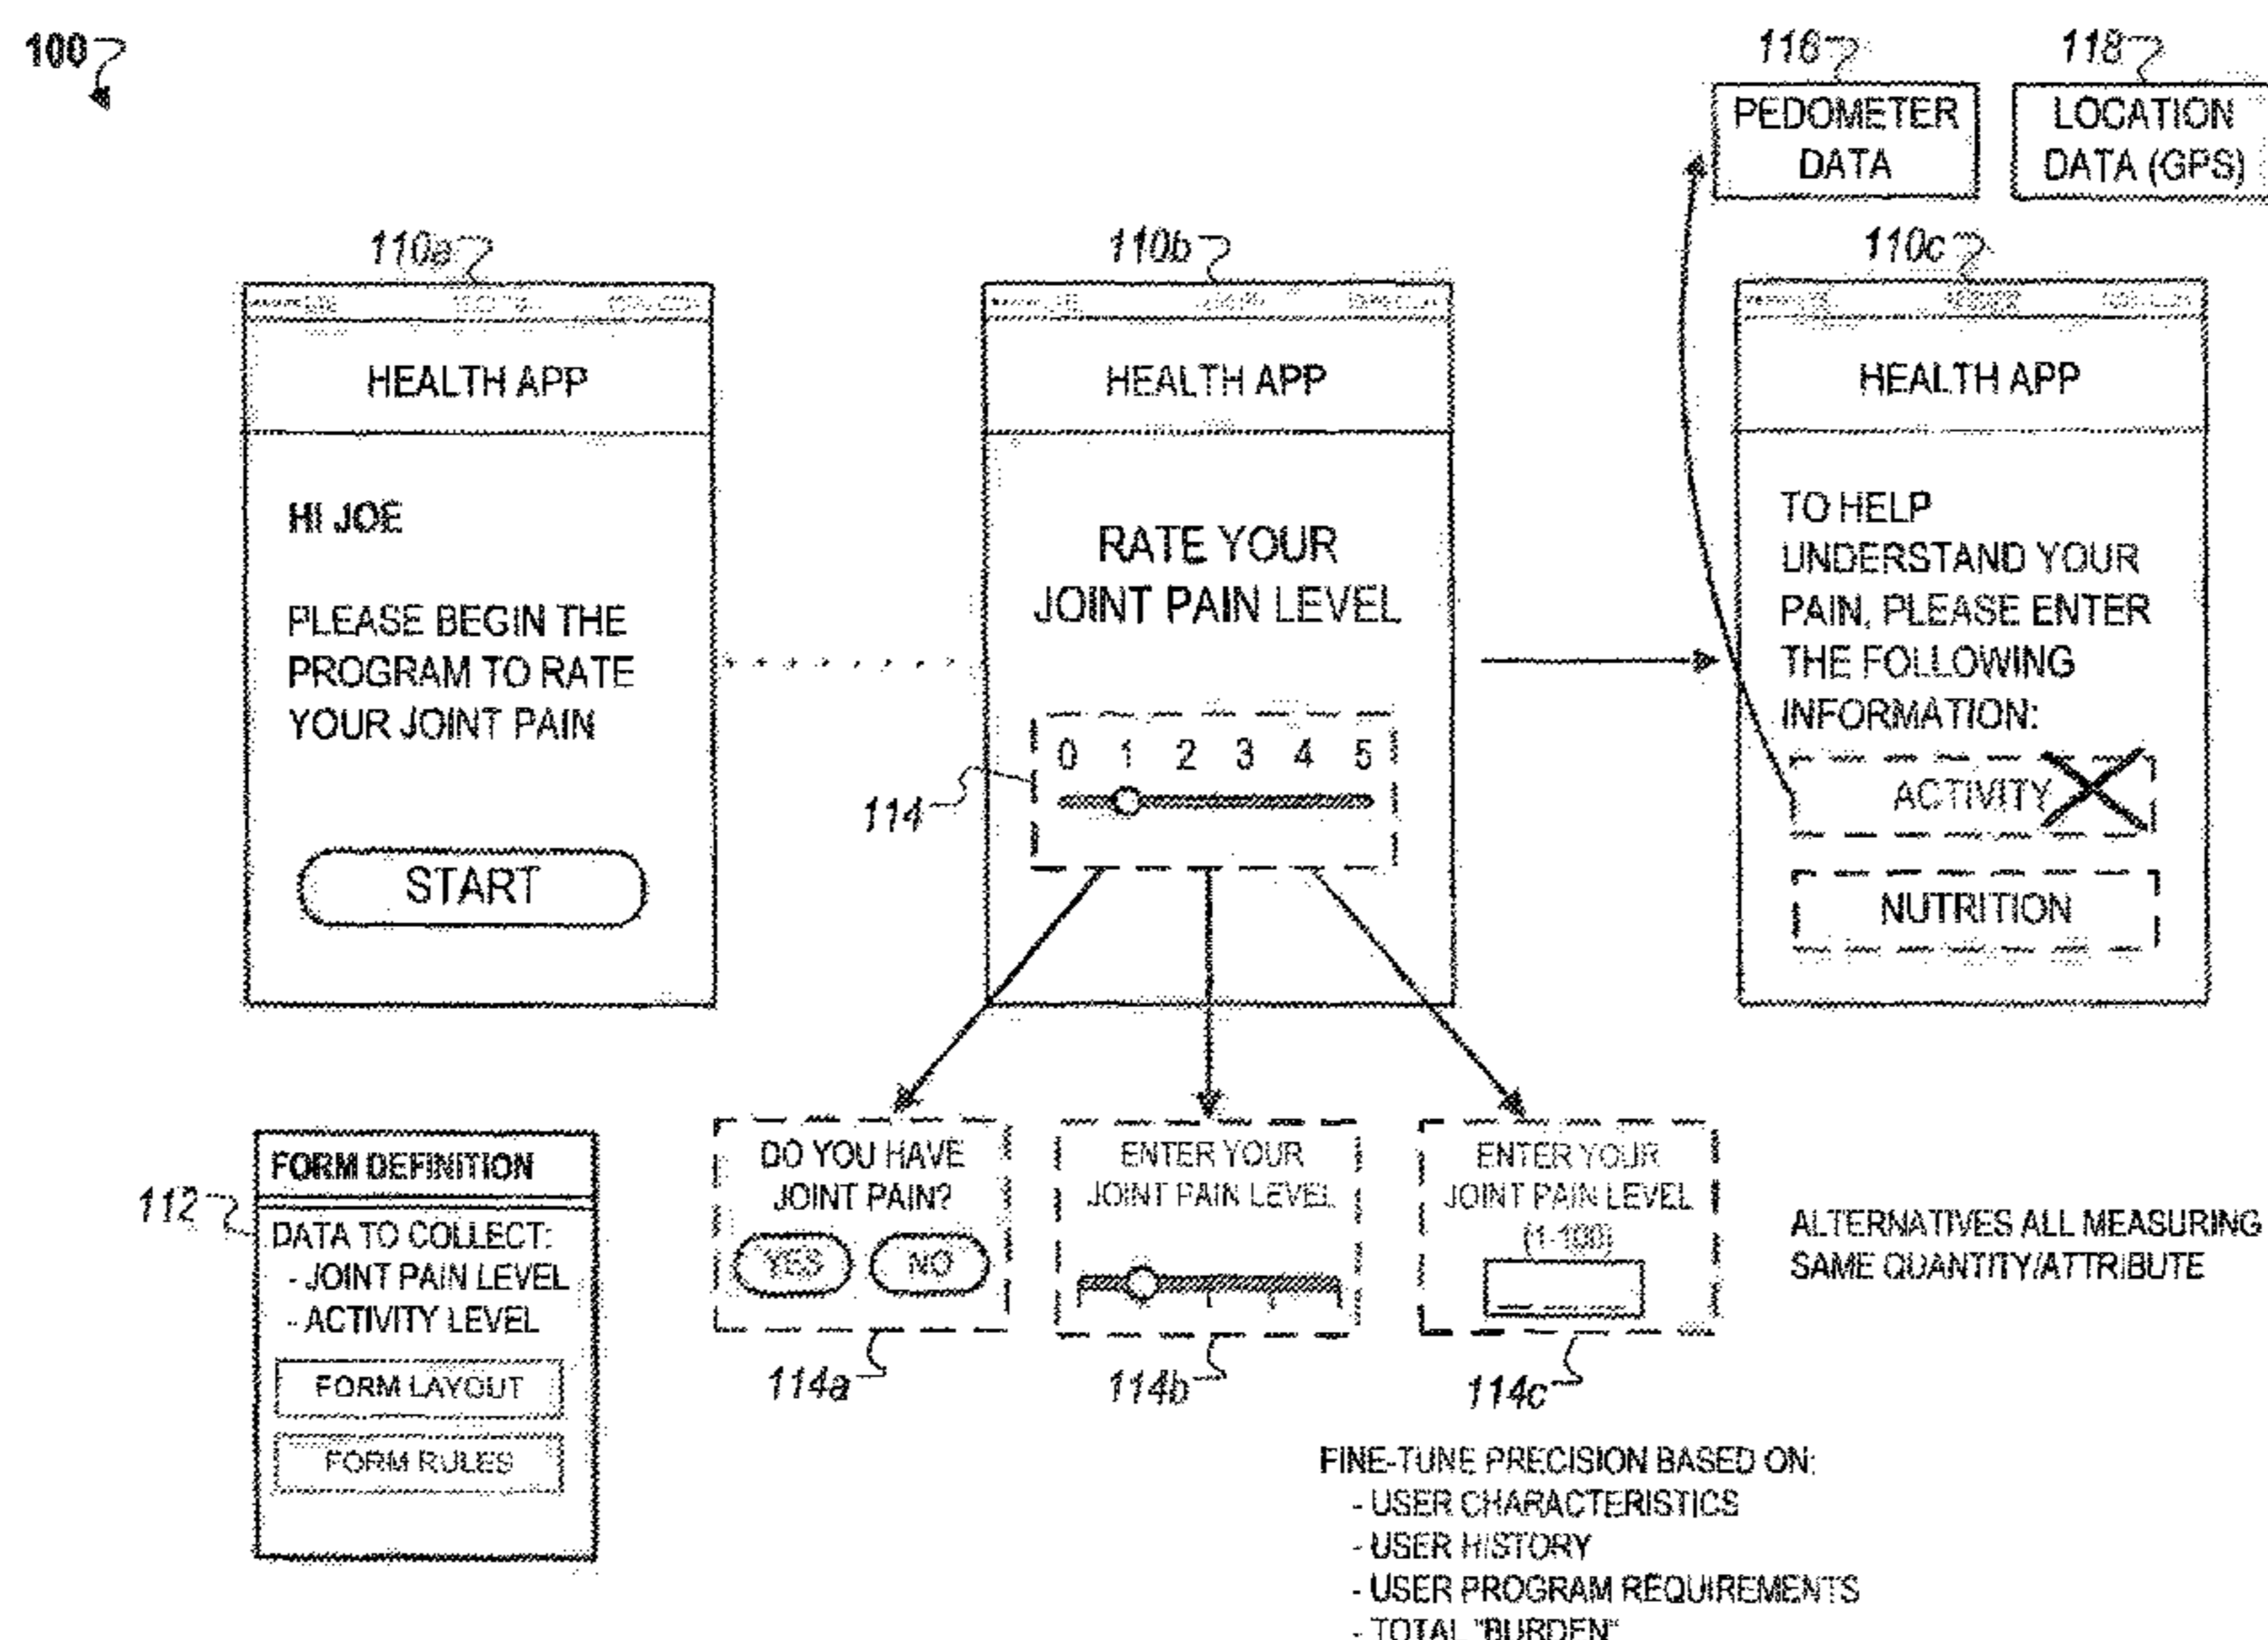 100
116
118
PEDOMETER
DATA
LOCATION
DATA (GPS)
110a
110b
110c
HEALTH APP
HI JOE
PLEASE BEGIN THE
PROGRAM TO RATE
YOUR JOINT PAIN
START
HEALTH APP
RATE YOUR
JOINT PAIN LEVEL
0 1 2 3 4 5
114
HEALTH APP
TO HELP
UNDERSTAND YOUR
PAIN, PLEASE ENTER
THE FOLLOWING
INFORMATION:
ACTIVITY
NUTRITION
112
FORM DEFINITION
DATA TO COLLECT:
- JOINT PAIN LEVEL
- ACTIVITY LEVEL
FORM LAYOUT
FORM RULES
DO YOU HAVE
JOINT PAIN?
YES NO
114a
ENTER YOUR
JOINT PAIN LEVEL
114b
ENTER YOUR
JOINT PAIN LEVEL
(1-100)
114c
ALTERNATIVES ALL MEASURING
SAME QUANTITY/ATTRIBUTE
FINE-TUNE PRECISION BASED ON:
- USER CHARACTERISTICS
- USER HISTORY
- USER PROGRAM REQUIREMENTS
- TOTAL "BURDEN"